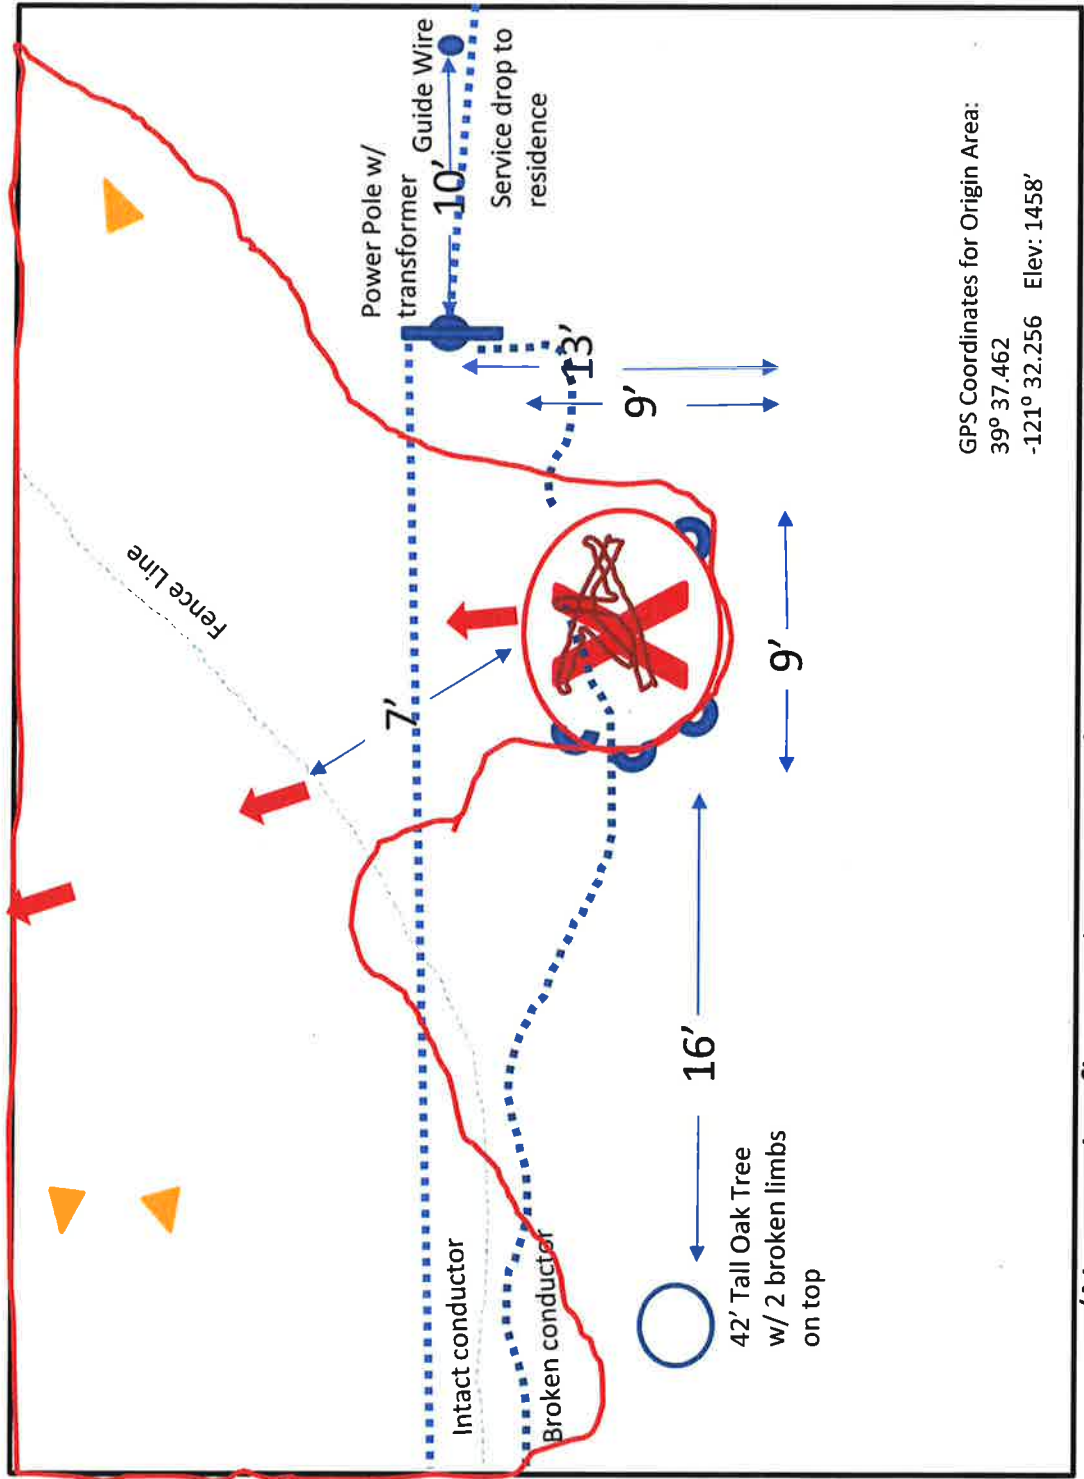 Fence Line
Power Pole w/
transformer
Guide Wire
10'
Service drop to
residence
7'
13'
9'
9'
16'
Intact conductor
Broken conductor
42' Tall Oak Tree
w/ 2 broken limbs
on top
GPS Coordinates for Origin Area:
39⁰ 37.462
-121⁰ 32.256 Elev: 1458'